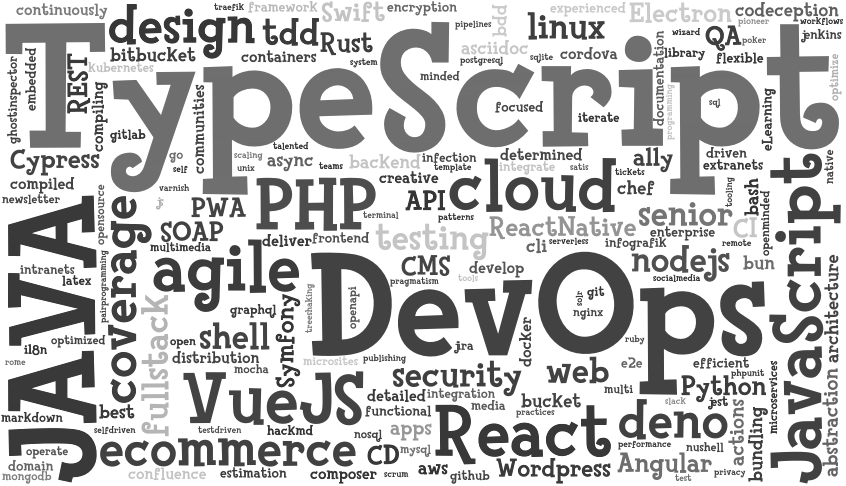 continuously
traefik
framework
Swift
encryption
bdd
experienced
Electron
codeception
pioneer
workflows
design
tdd
Rust
pipelines
linux
wizard
QA
poker
jenkins
bitbucket
containers
system
asciidoc
postgresql
sqlite
cordova
documentation
library
flexible
optimize
ghostinspector
embedded
REST
Kubernetes
compiling
TypeScript
minded
focused
iterate
programming
sql
eLearning
gitlab
communities
talented
Cypress
go
self
scaling
unix
async
teams
backend
infection
template
determined
integrate
satis
ally
tickets
driven
extranets
native
compiled
newsletter
varnish
jr
creative
API
cloud
chef
tooling
bash
openminded
opensource
PWA
PHP
terminal
patterns
ReactNative
senior
enterprise
CI
remote
SOAP
multimedia
deliver
frontend
testing
cli
serverless
infografik
JAVA
coverage
pairprogramming
intranets
latex
agile
CMS
pragmatism
develop
tools
nodejs
socialmedia
bun
JavaScript
architecture
graphql
Symfony
treeshaking
openapi
DevOps
solr
git
nginx
il8n
optimized
rome
fullstack
open
shell
distribution
mocha
microsites
publishing
jira
docker
ruby
e2e
efficient
phpunit
microservices
abstraction
VueJS
security
web
multi
Python
slack
jest
markdown
best
selfdriven
testdriven
hackmd
detailed
integration
functional
media
bucket
practices
deno
actions
bundling
operate
domain
mongodb
ecommerce
nosql
CD
apps
mysql
React
performance
nushell
Angular
test
privacy
confluence
estimation
composer
scrum
aws
github
Wordpress